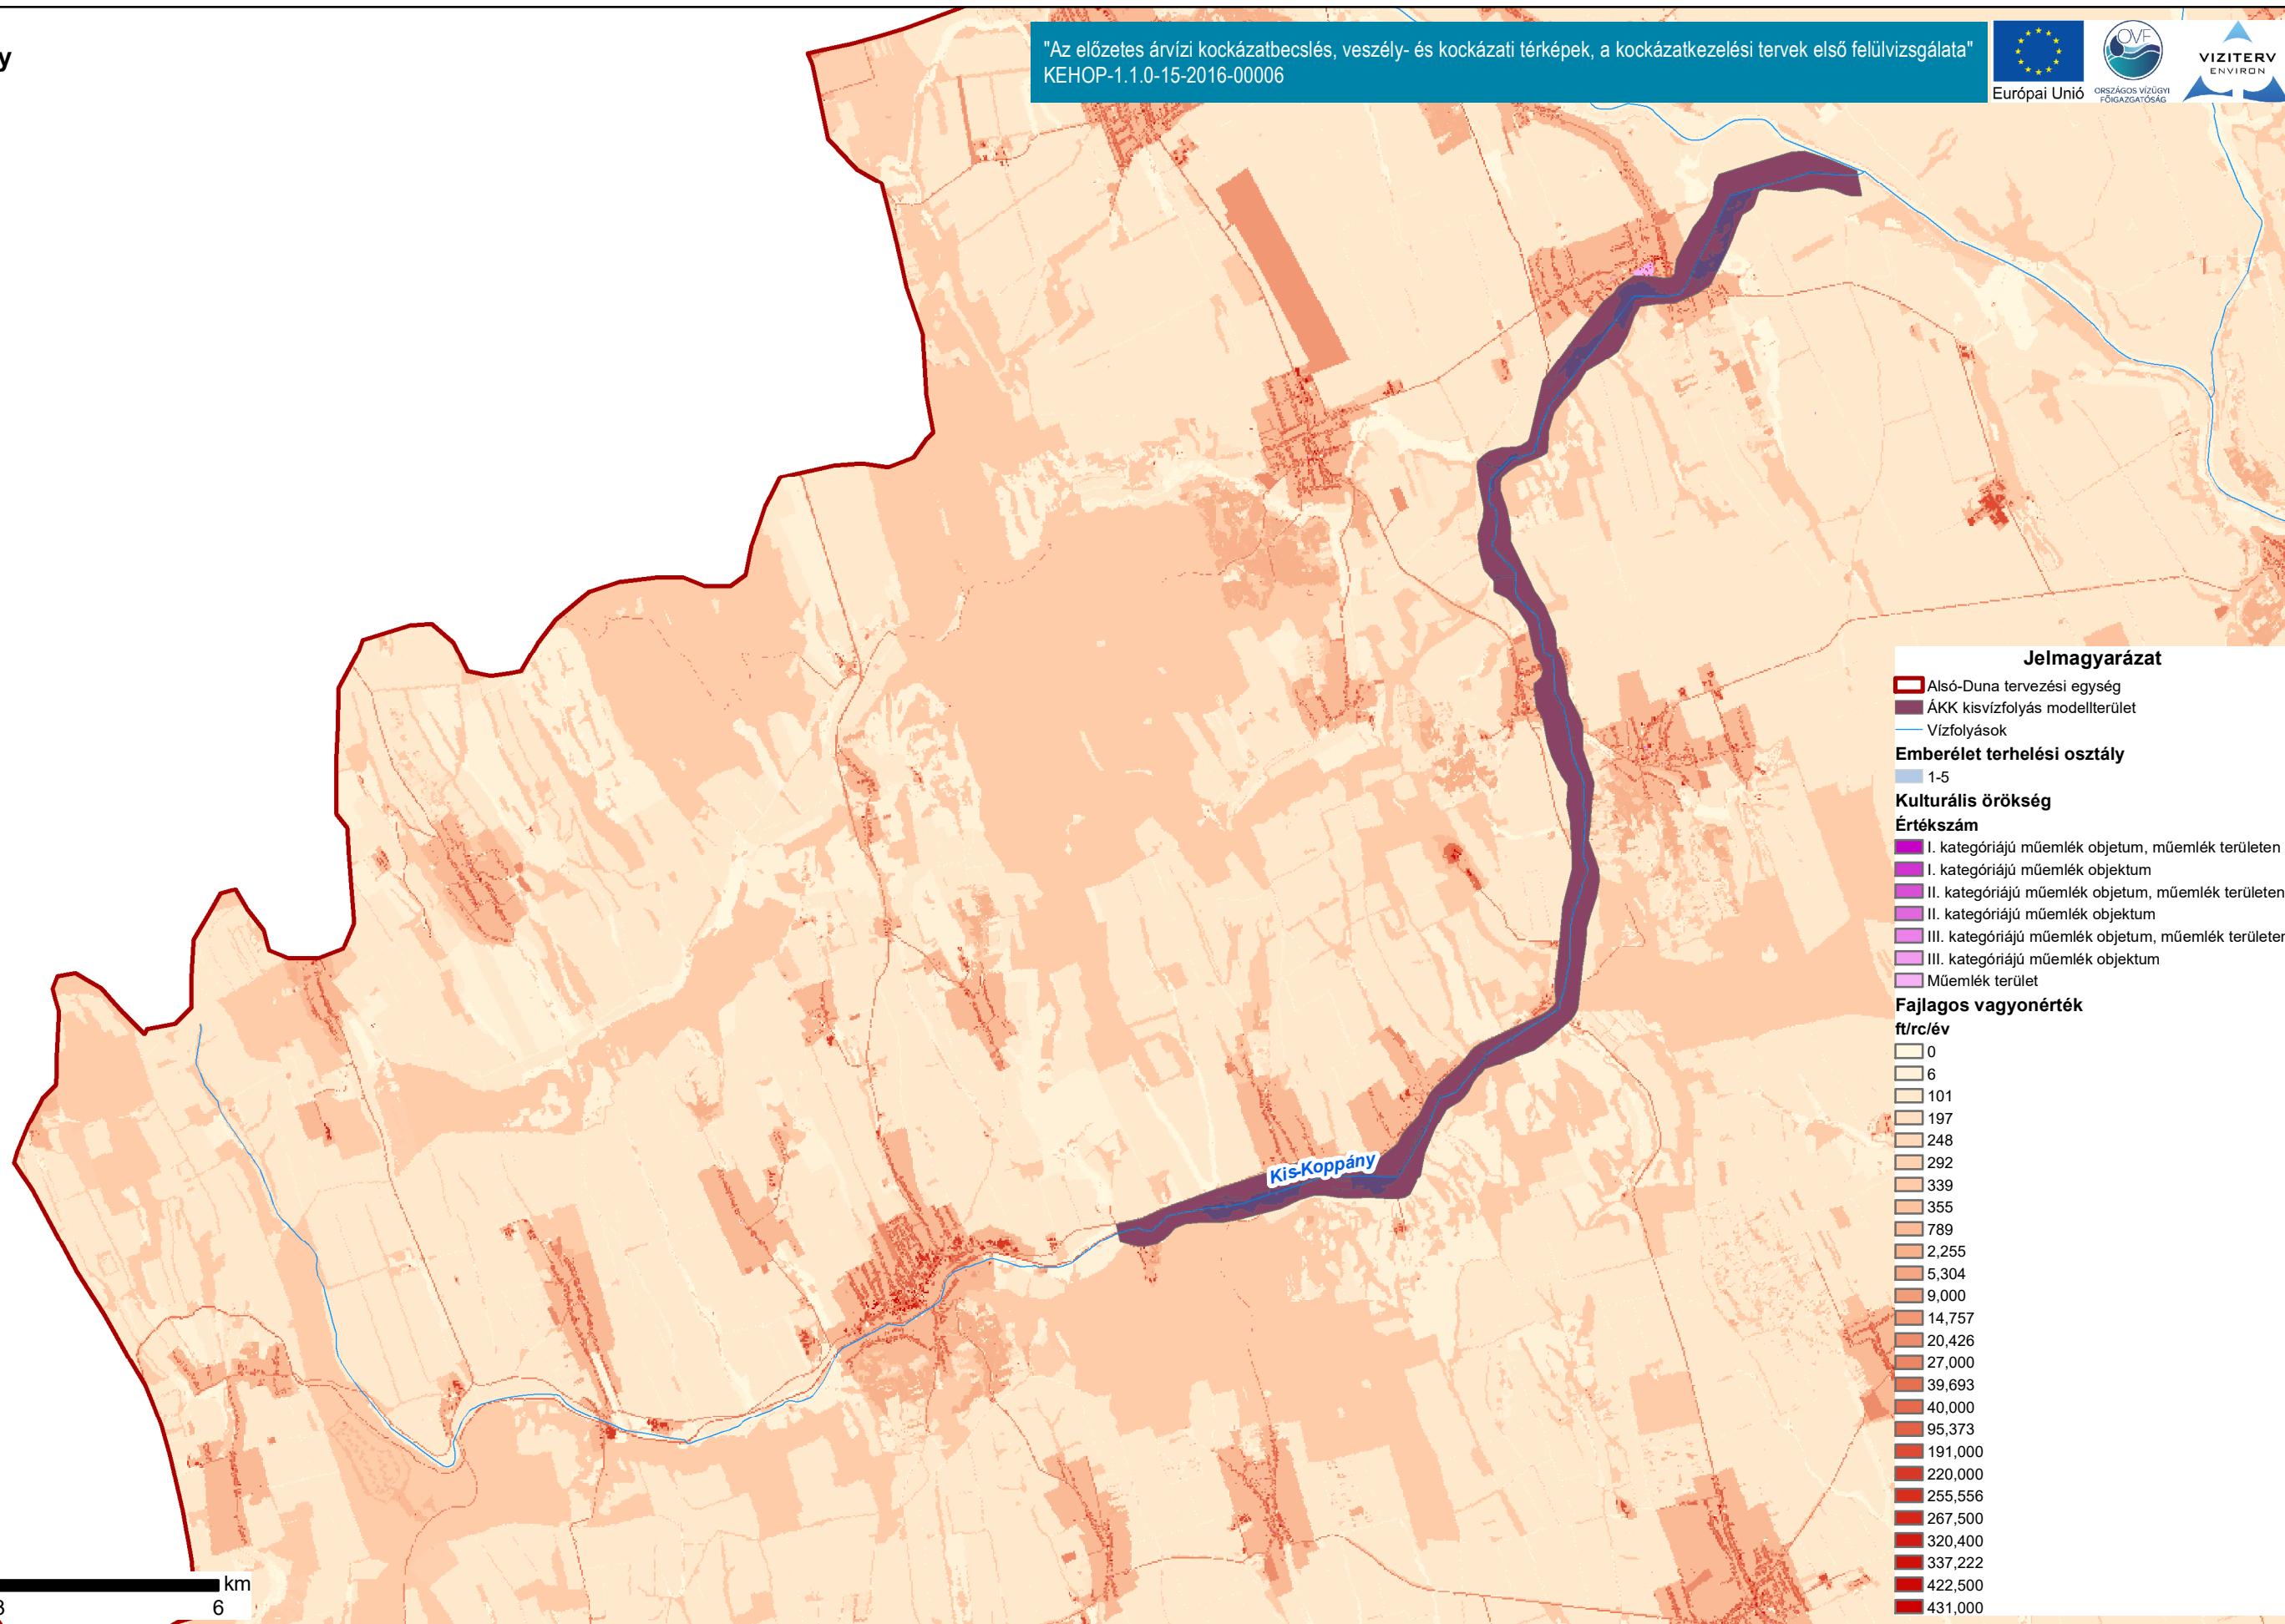 y
"Az előzetes árvízi kockázatbecslés, veszély- és kockázati térképek, a kockázatkezelési tervek első felülvizsgálata"
KEHOP-1.1.0-15-2016-00006
Európai Unió
OVF
ORSZÁGOS VÍZÜGYI
FŐIGAZGATÓSÁG
VIZITERV
ENVIRON
Kis-Koppány
Jelmagyarázat
Alsó-Duna tervezési egység
ÁKK kisvízfolyás modellterület
Vízfolyások
Emberélet terhelési osztály
1-5
Kulturális örökség
Értékszám
I. kategóriájú műemlék objetum, műemlék területen
I. kategóriájú műemlék objektum
II. kategóriájú műemlék objetum, műemlék területen
II. kategóriájú műemlék objektum
III. kategóriájú műemlék objetum, műemlék területen
III. kategóriájú műemlék objektum
Műemlék terület
Fajlagos vagyonérték
ft/rc/év
0
6
101
197
248
292
339
355
789
2,255
5,304
9,000
14,757
20,426
27,000
39,693
40,000
95,373
191,000
220,000
255,556
267,500
320,400
337,222
422,500
431,000
km
3 6